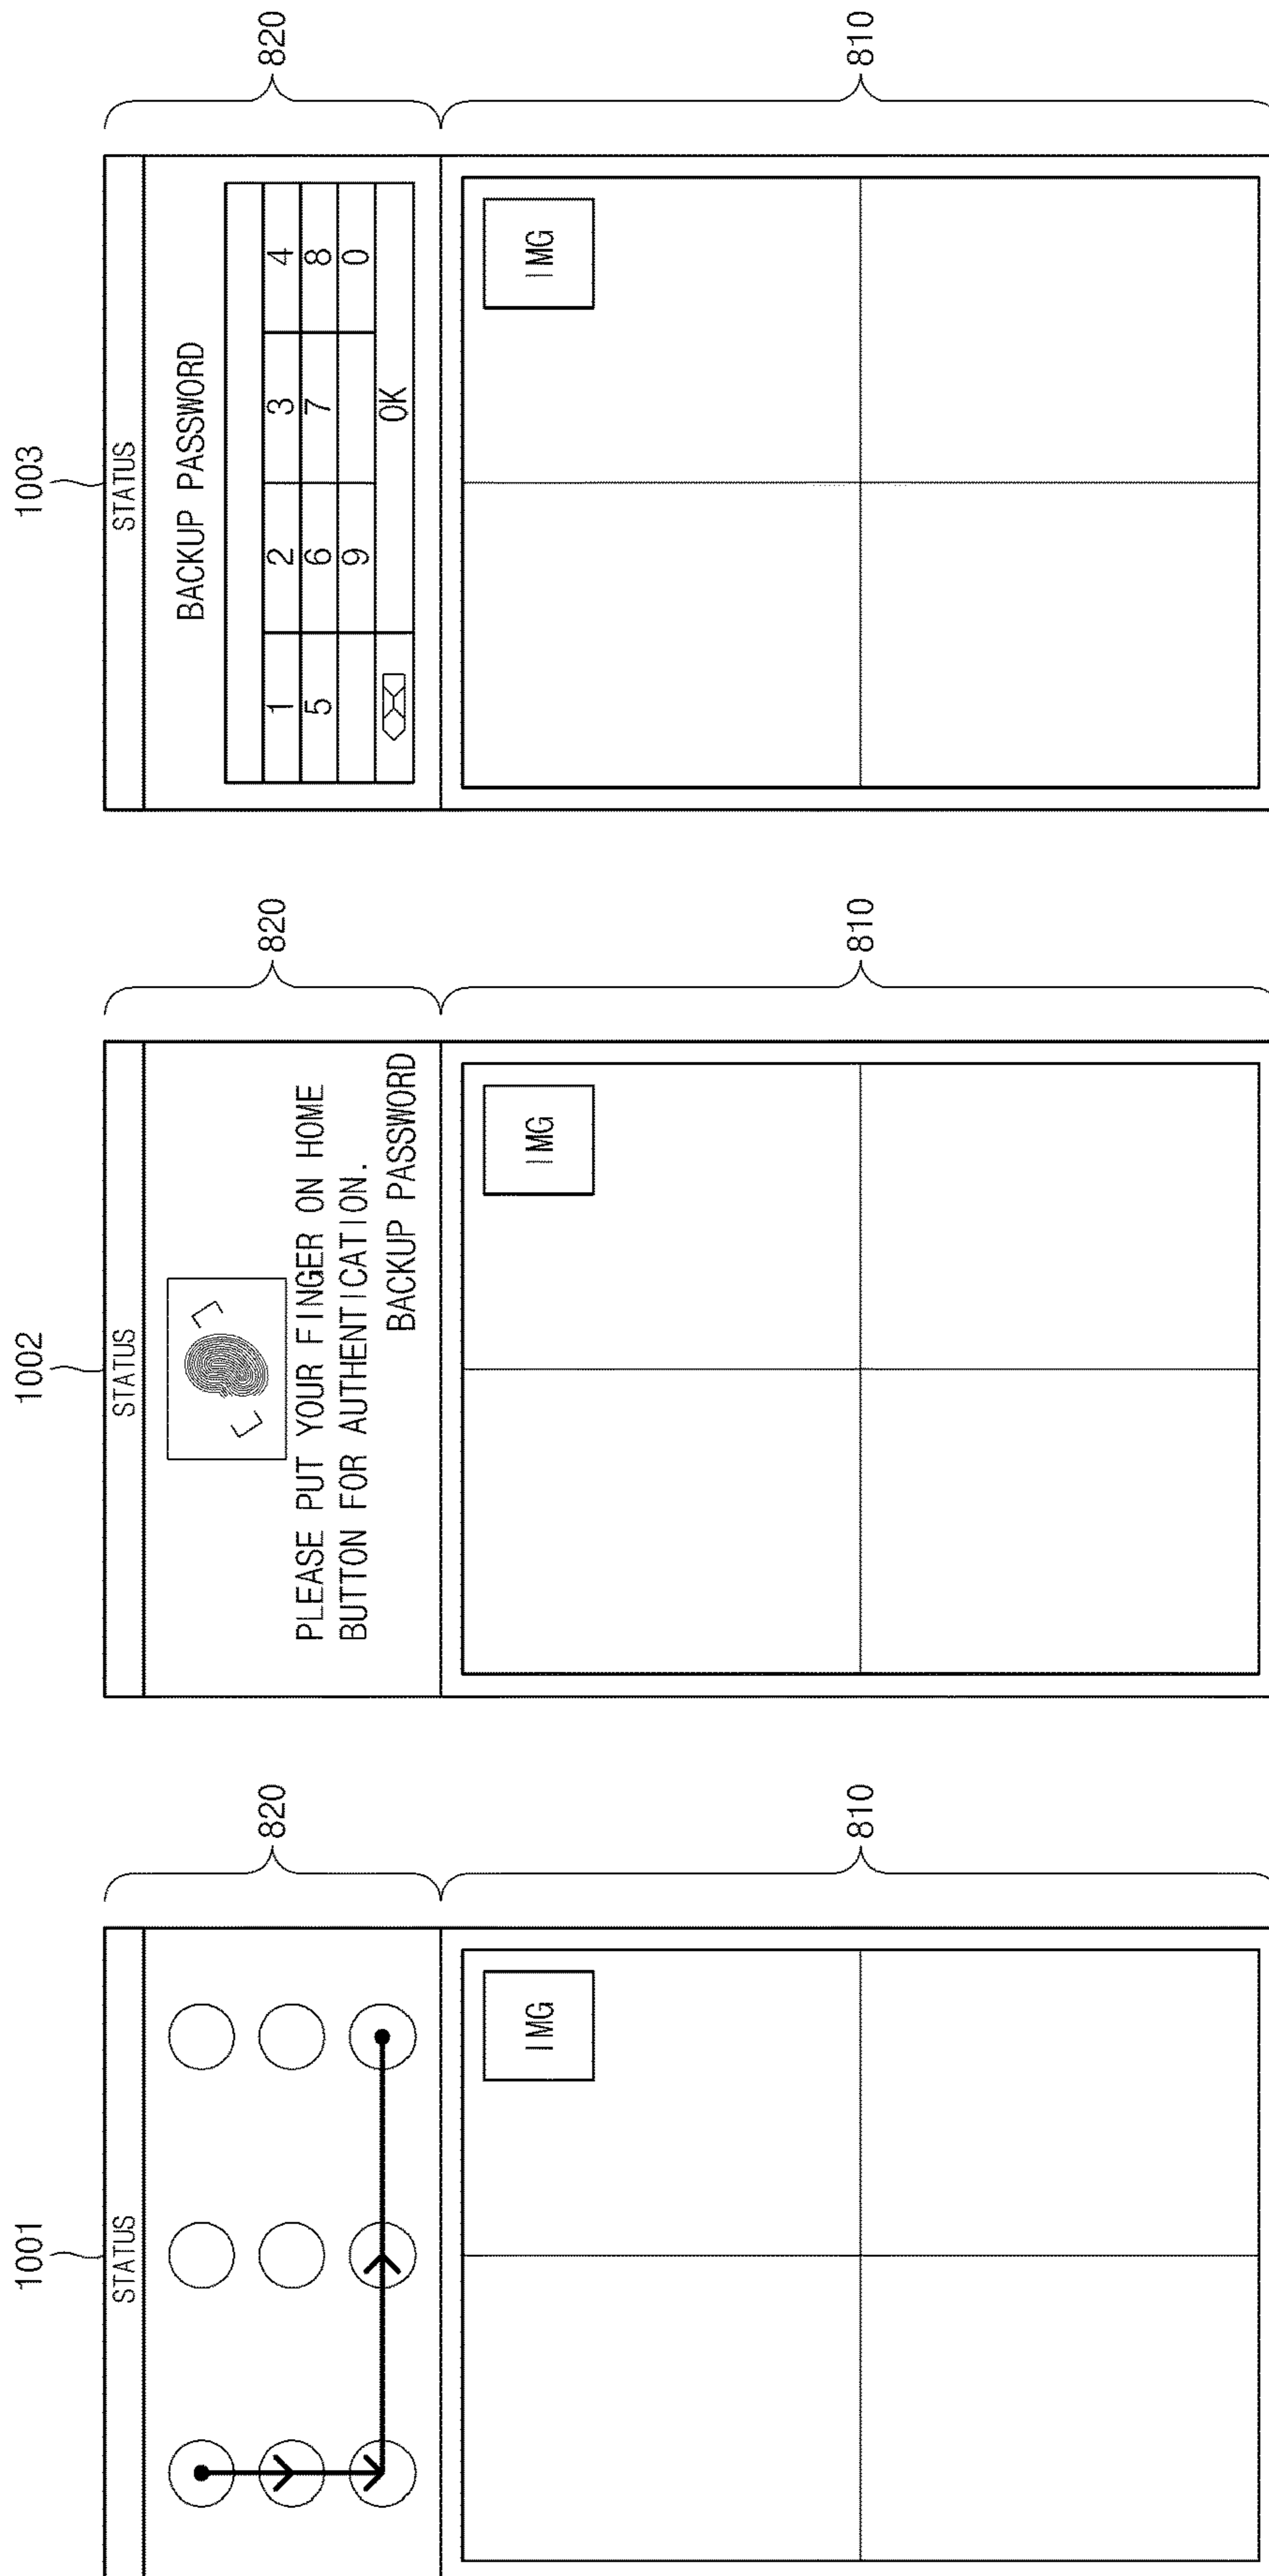 1001
STATUS
820
IMG
810
1002
STATUS
PLEASE PUT YOUR FINGER ON HOME
BUTTON FOR AUTHENTICATION.
BACKUP PASSWORD
820
IMG
810
1003
STATUS
BACKUP PASSWORD
1 2 3 4
5 6 7 8
9 0
OK
820
IMG
810